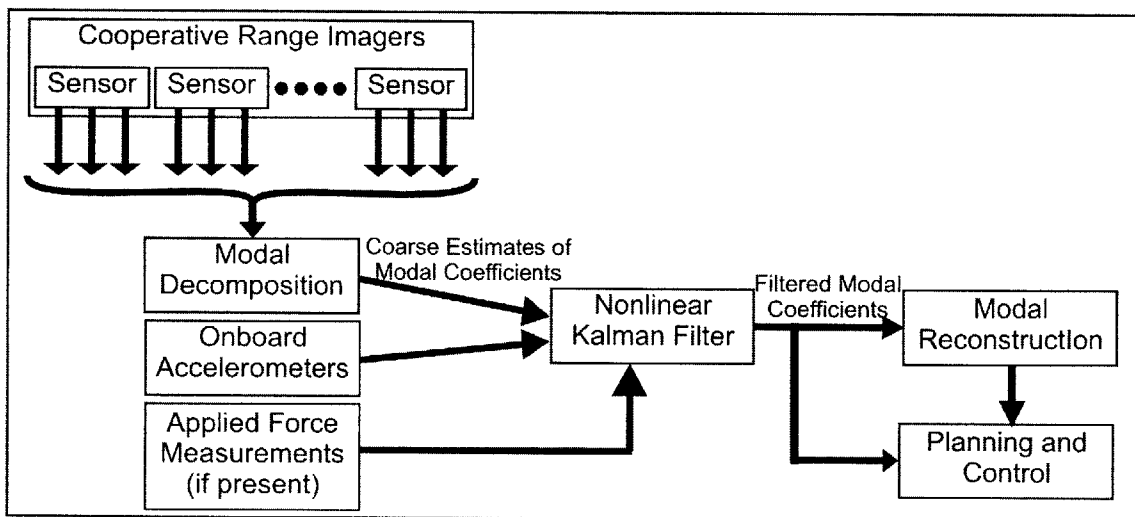 Cooperative Range Imagers
Sensor
Sensor
Sensor
Modal
Decomposition
Coarse Estimates of
Modal Coefficients
Onboard
Accelerometers
Applied Force
Measurements
(if present)
Nonlinear
Kalman Filter
Filtered Modal
Coefficients
Modal
Reconstruction
Planning and
Control